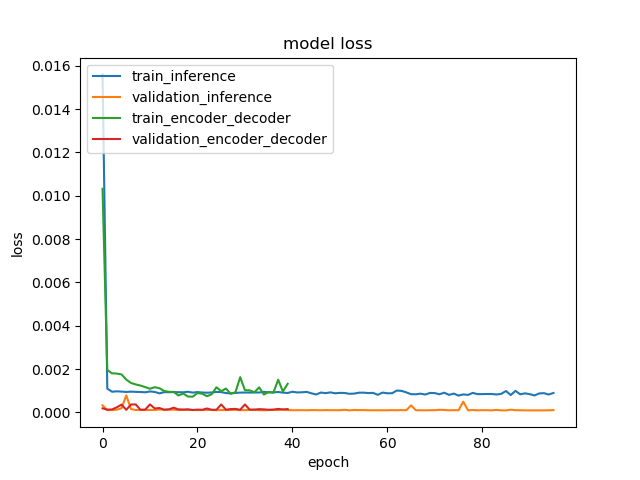 model loss
train_inference
validation_inference
train_encoder_decoder
validation_encoder_decoder
0.016
0.014
0.012
0.010
0.008
0.006
0.004
0.002
0.000
loss
0 20 40 60 80
epoch